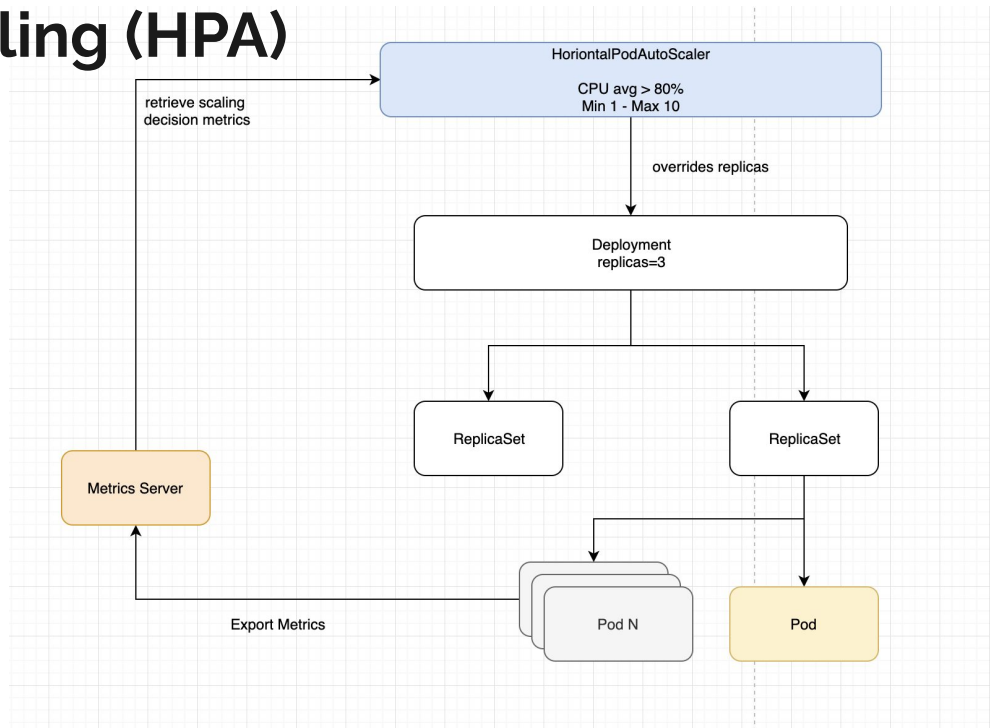 ling (HPA)
HoriontalPodAutoScaler
CPU avg > 80%
Min 1 - Max 10
retrieve scaling
decision metrics
overrides replicas
Deployment
replicas=3
ReplicaSet
ReplicaSet
Metrics Server
Pod N
Pod
Export Metrics